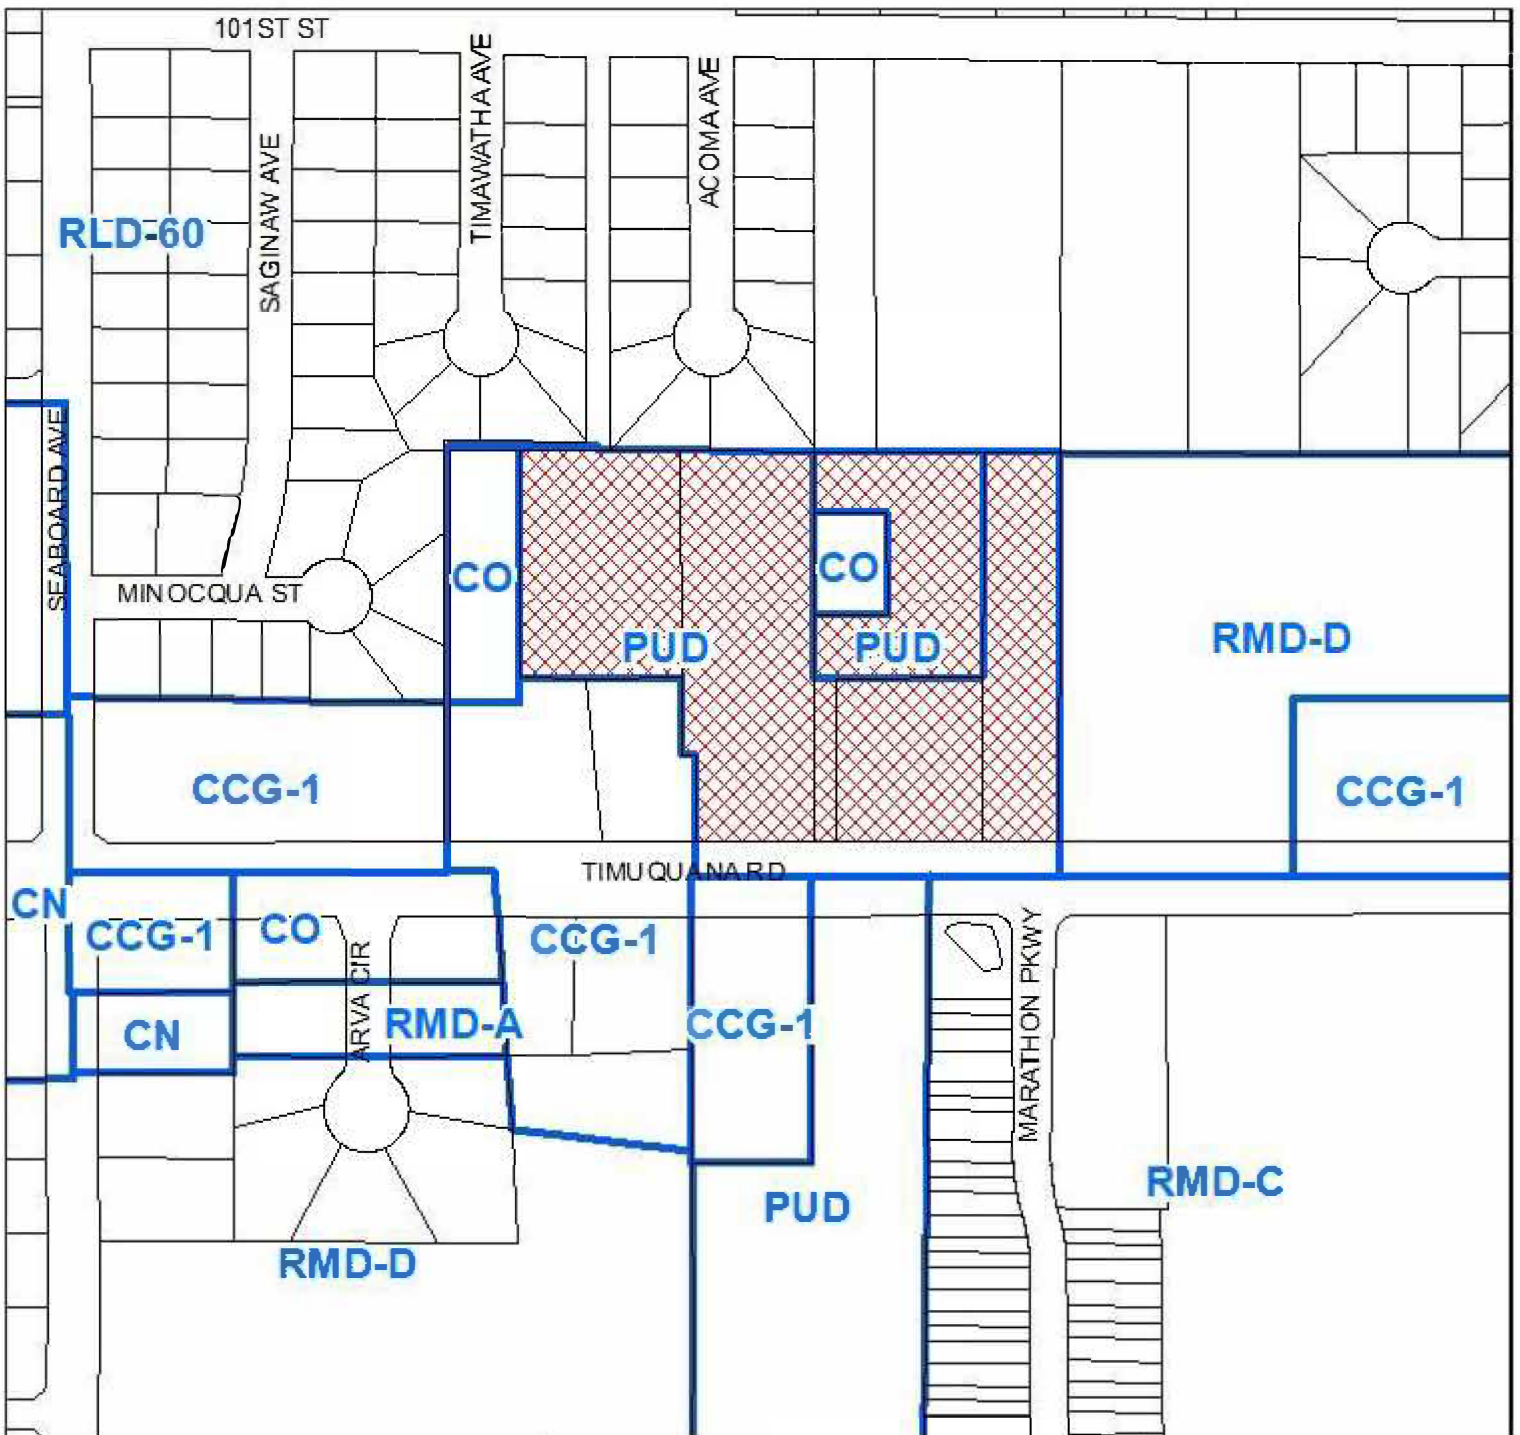 101ST ST
TIMAWATHA AVE
ACOMA AVE
SAGINAW AVE
RLD-60
SEABOARD AVE
MINOCQUA ST
CO
CO
PUD
PUD
RMD-D
CCG-1
CCG-1
TIMUQUANA RD
CN
CCG-1
CO
CCG-1
ARVA CIR
MARATHON PKWY
CN
RMD-A
CCG-1
RMD-C
PUD
RMD-D